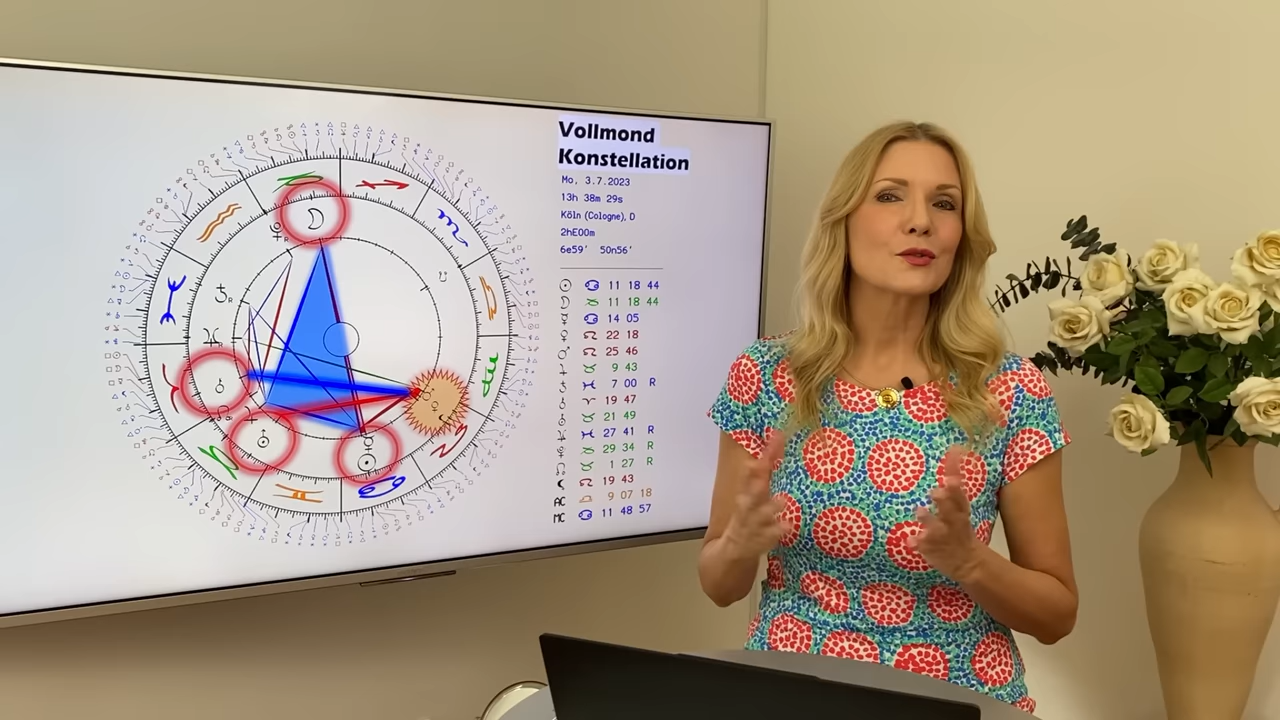 Vollmond
Konstellation
Mo. 3.7.2023
13h 38m 29s
Köln (Cologne), D
2hE00m
6e59' 50n56'
☉ ♋ 11 18 44
☽ ♑ 11 18 44
☿ ♋ 14 05
♀ ♌ 22 18
♂ ♌ 25 46
♃ ♉ 9 43
♄ ♓ 7 00 R
⚷ ♈ 19 47
♉ 21 49
♓ 27 41 R
♑ 29 34 R
☊ ♉ 1 27 R
♌ 19 43
AC ♎ 9 07 18
MC ♋ 11 48 57